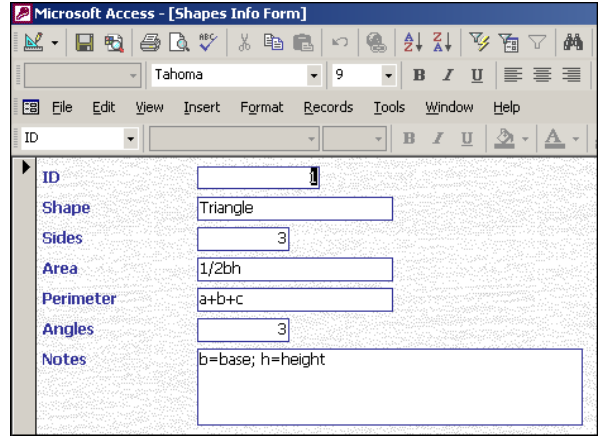 Microsoft Access - [Shapes Info Form]
ABC
A Z Z A
Tahoma 9 B I U
File Edit View Insert Format Records Tools Window Help
ID B I U A
ID 1
Shape Triangle
Sides 3
Area 1/2bh
Perimeter a+b+c
Angles 3
Notes b=base; h=height